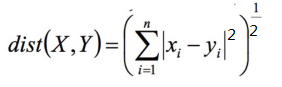 dist(X,Y)=(∑_{i=1}^{n}|x_i − y_i|^2)^{1/2}